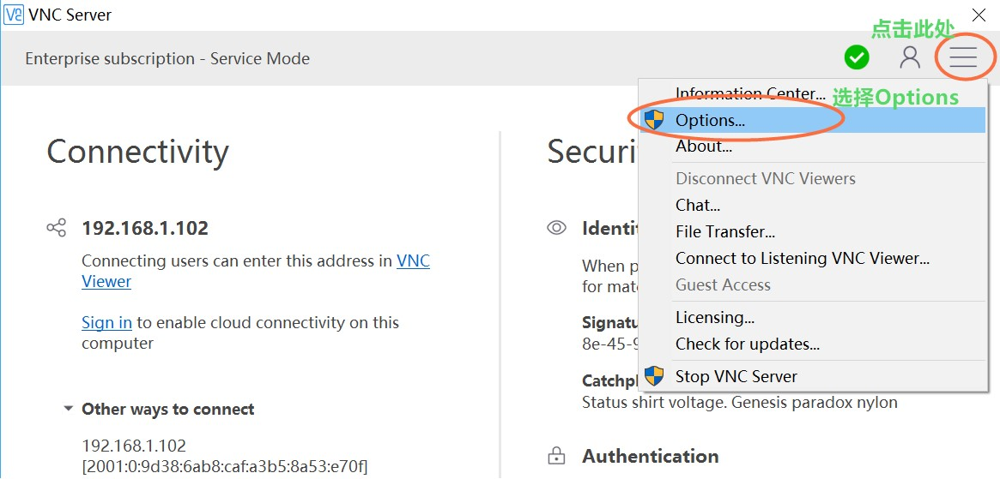 VNC Server
点击此处
Enterprise subscription - Service Mode
Information Center...
选择Options
Options...
About...
Disconnect VNC Viewers
Chat...
File Transfer...
Connect to Listening VNC Viewer...
Guest Access
Licensing...
Check for updates...
Stop VNC Server
Connectivity
192.168.1.102
Connecting users can enter this address in VNC
Viewer
Sign in to enable cloud connectivity on this
computer
Other ways to connect
192.168.1.102
[2001:0:9d38:6ab8:caf:a3b5:8a53:e70f]
Securi
Identit
When p
for mat
Signatu
8e-45-9
Catchph
Status shirt voltage. Genesis paradox nylon
Authentication